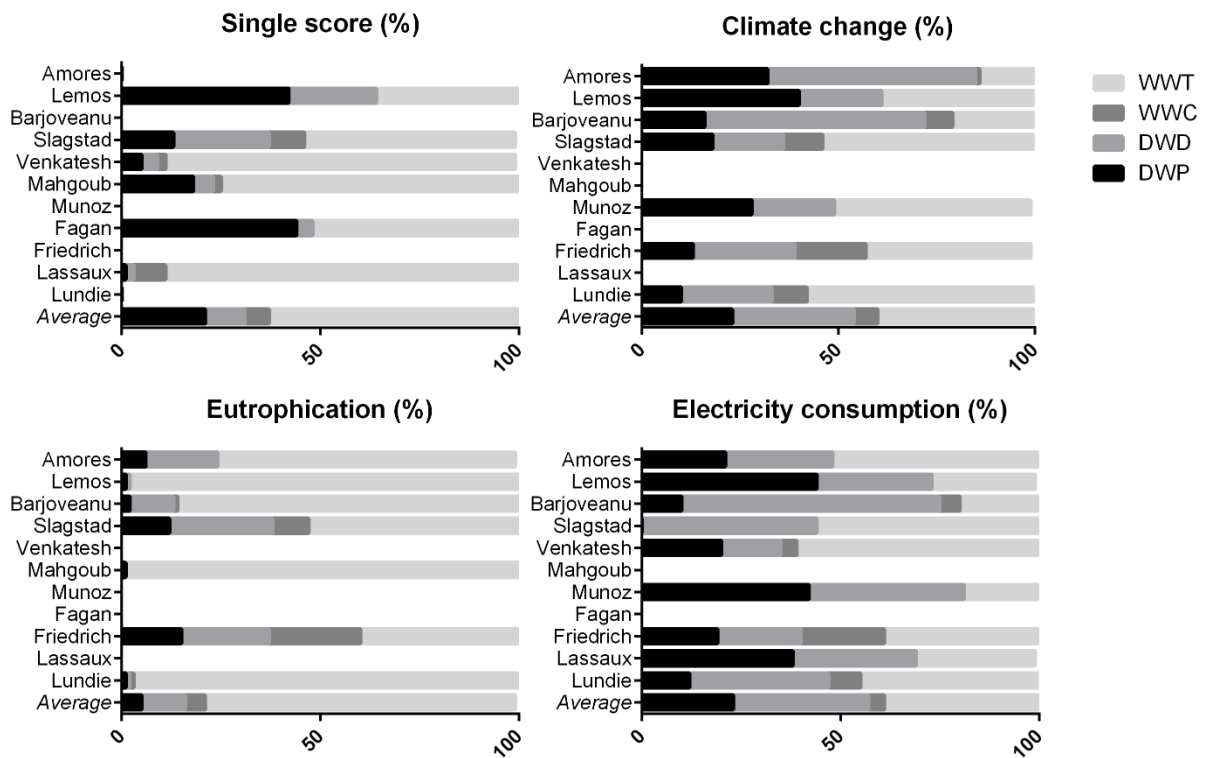 Single score (%)
Amores
Lemos
Barjoveanu
Slagstad
Venkatesh
Mahgoub
Munoz
Fagan
Friedrich
Lassaux
Lundie
Average
0
50
100
Climate change (%)
Amores
Lemos
Barjoveanu
Slagstad
Venkatesh
Mahgoub
Munoz
Fagan
Friedrich
Lassaux
Lundie
Average
0
50
100
WWT
WWC
DWD
DWP
Eutrophication (%)
Amores
Lemos
Barjoveanu
Slagstad
Venkatesh
Mahgoub
Munoz
Fagan
Friedrich
Lassaux
Lundie
Average
0
50
100
Electricity consumption (%)
Amores
Lemos
Barjoveanu
Slagstad
Venkatesh
Mahgoub
Munoz
Fagan
Friedrich
Lassaux
Lundie
Average
0
50
100